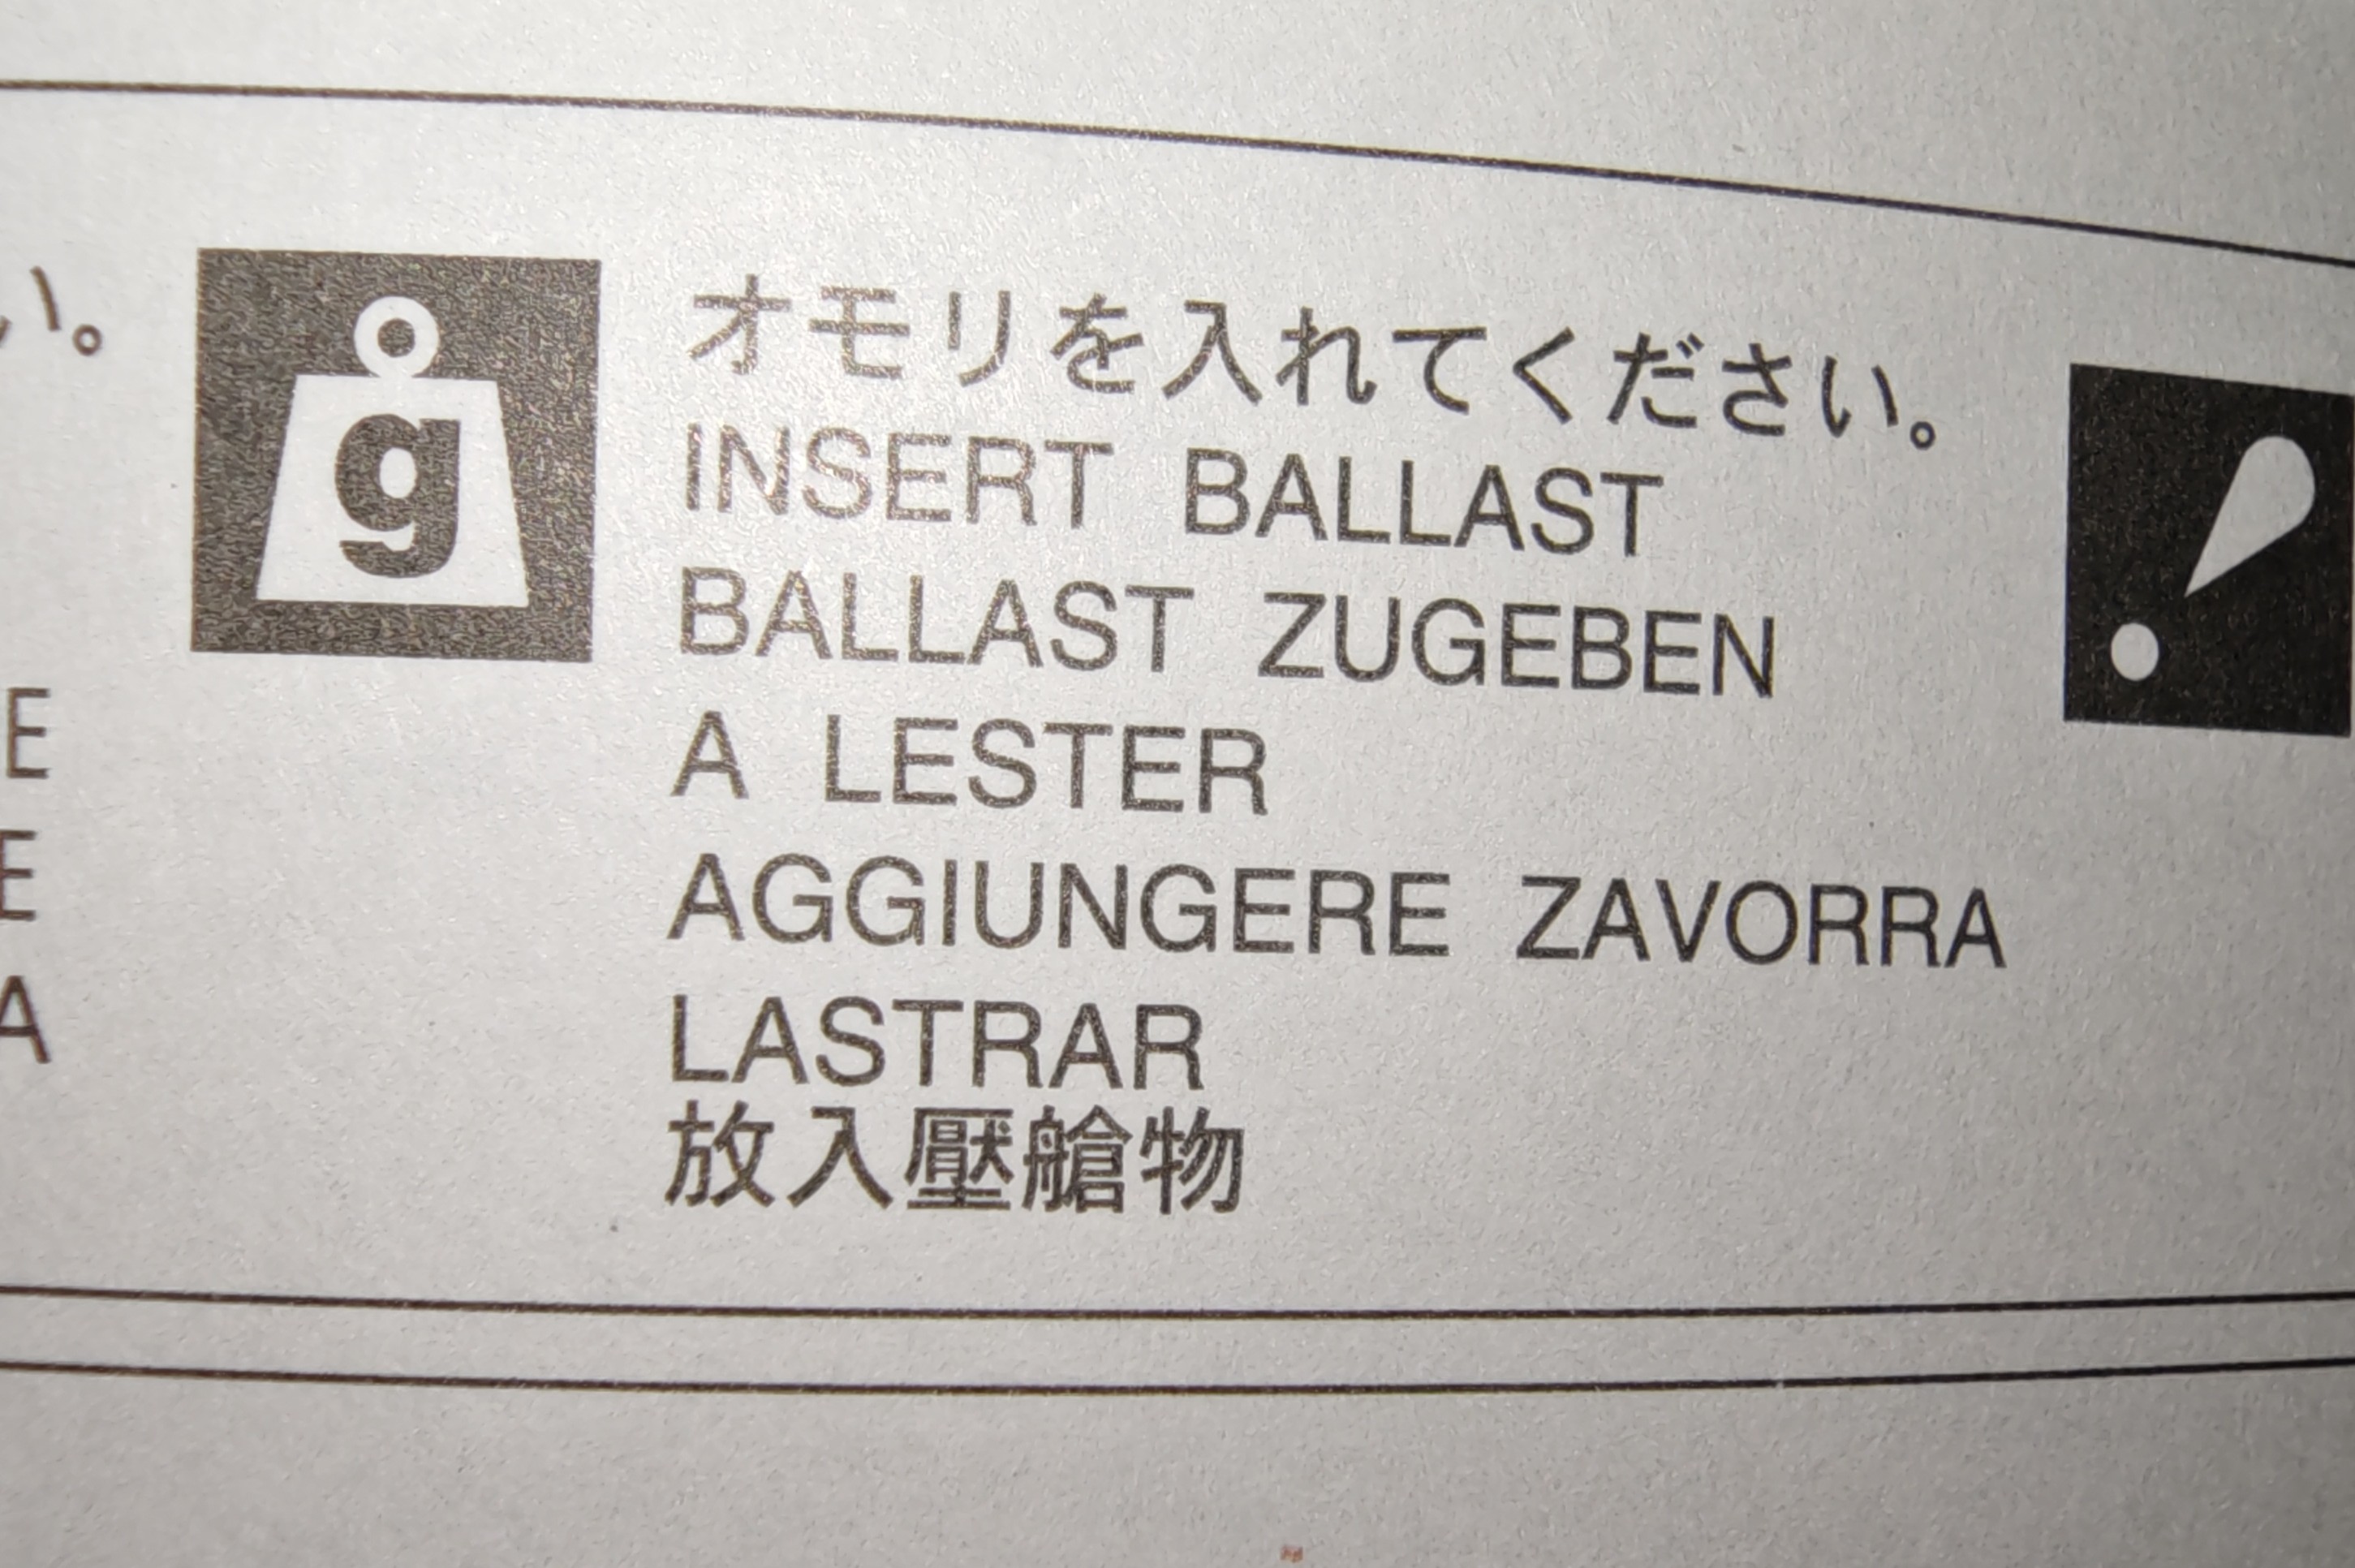 い。
g
オモリを入れてください。
INSERT BALLAST
BALLAST ZUGEBEN
A LESTER
AGGIUNGERE ZAVORRA
LASTRAR
放入壓艙物
E
E
A
!